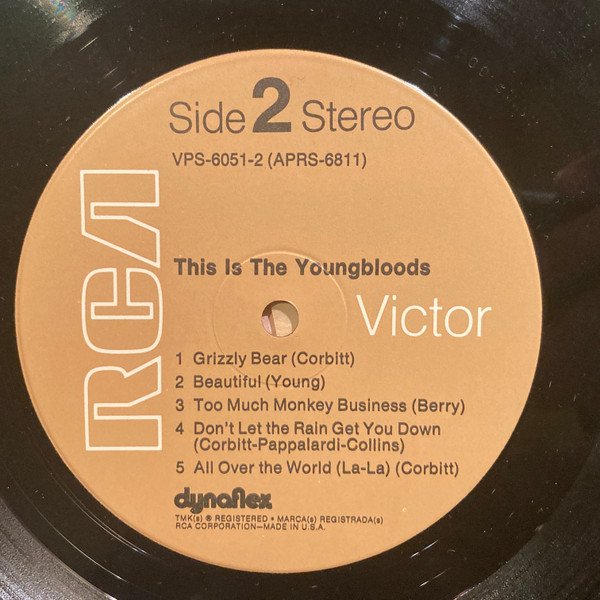 Side 2 Stereo
VPS-6051-2 (APRS-6811)
RCA
This Is The Youngbloods
Victor
1 Grizzly Bear (Corbitt)
2 Beautiful (Young)
3 Too Much Monkey Business (Berry)
4 Don't Let the Rain Get You Down
(Corbitt-Pappalardi-Collins)
5 All Over the World (La-La) (Corbitt)
dynaflex
TMK(s) ® REGISTERED • MARCA(s) REGISTRADA(s)
RCA CORPORATION—MADE IN U.S.A.